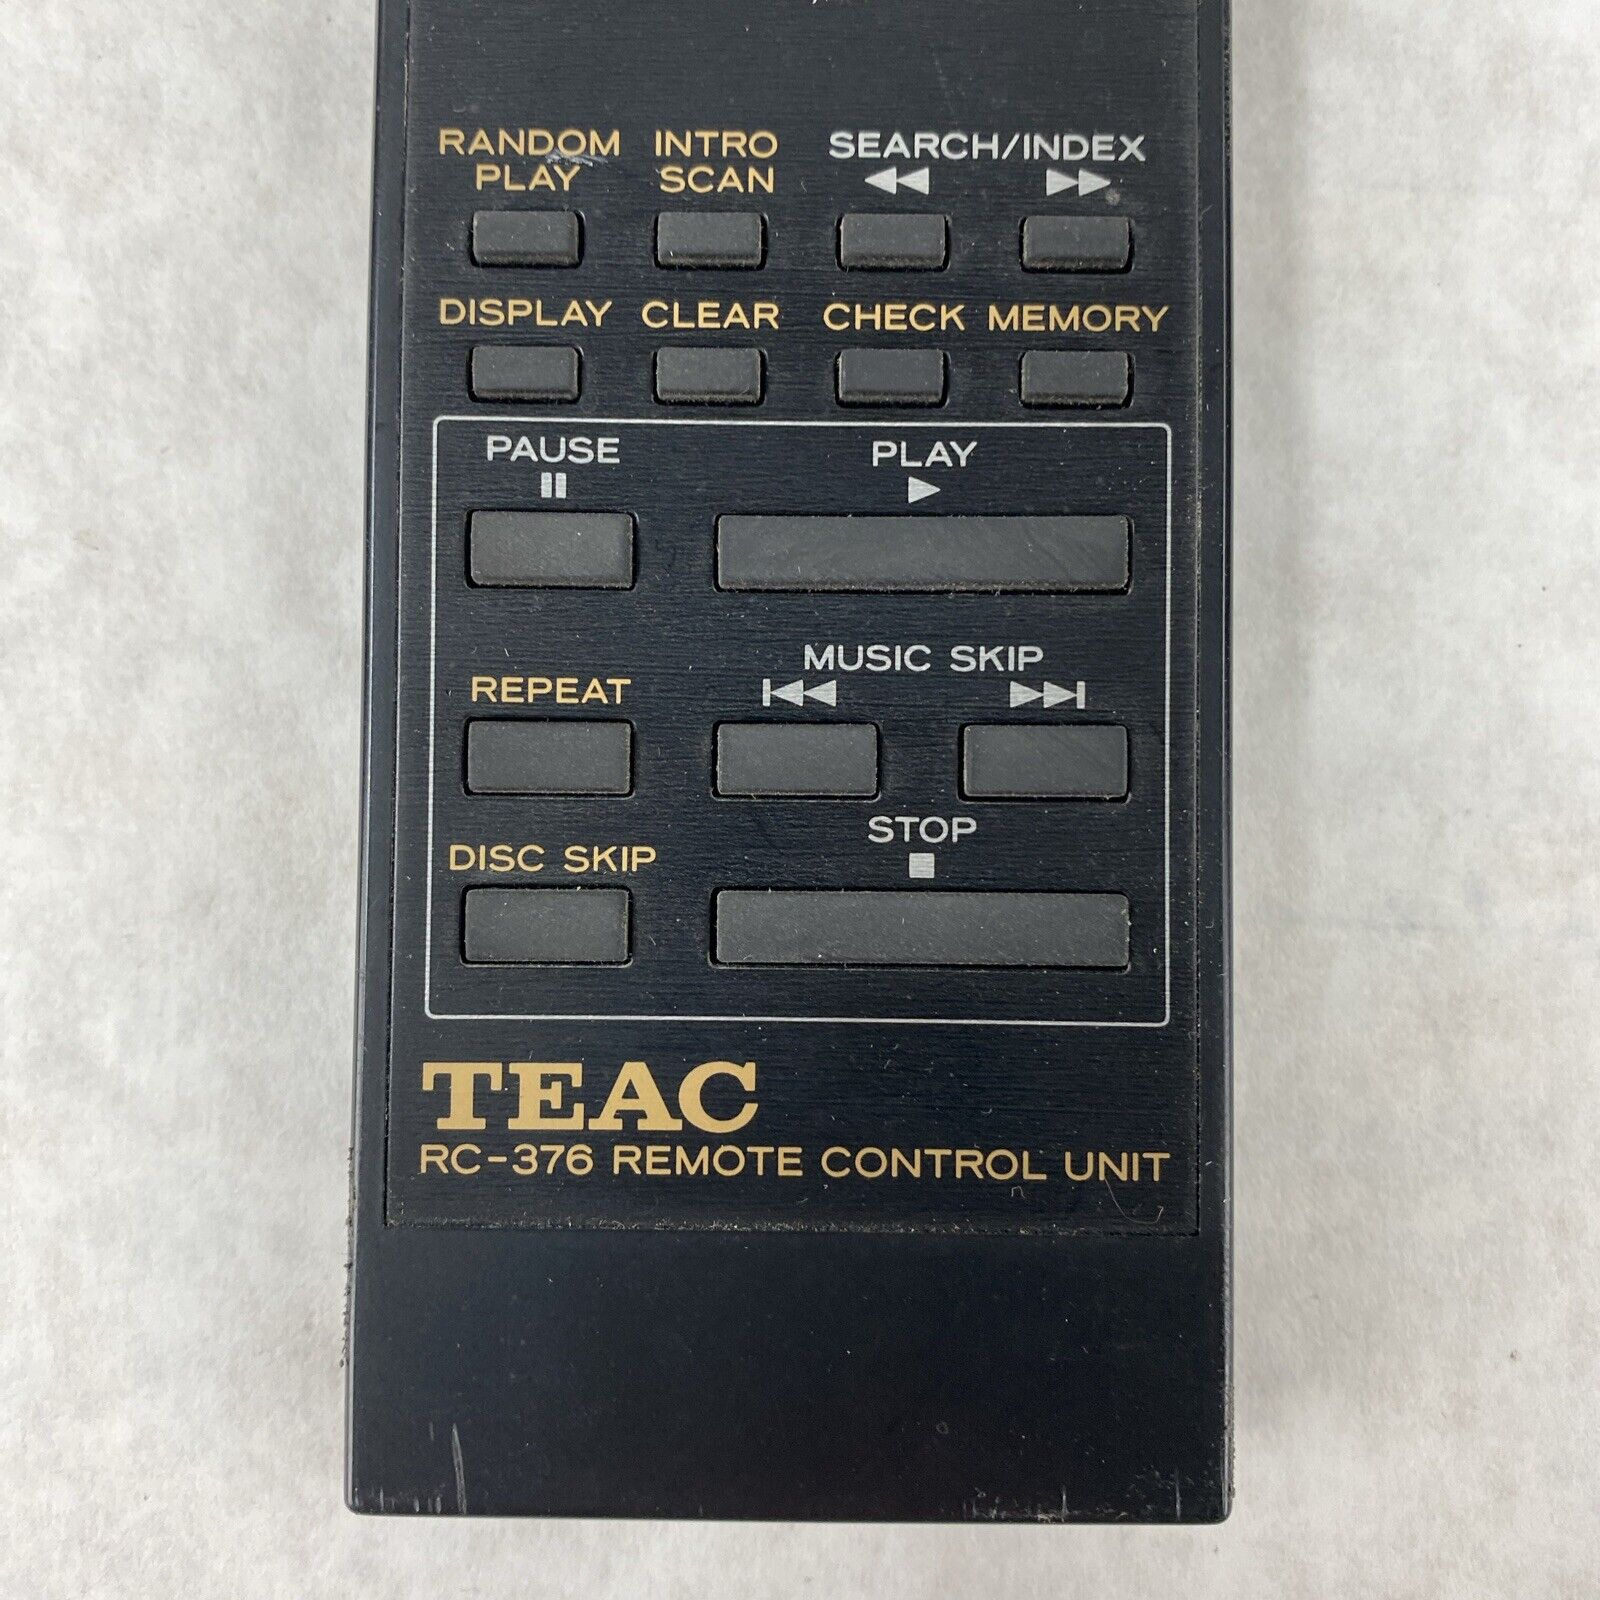 RANDOM PLAY INTRO SCAN SEARCH/INDEX
DISPLAY CLEAR CHECK MEMORY
PAUSE PLAY
MUSIC SKIP
REPEAT
STOP
DISC SKIP
TEAC
RC-376 REMOTE CONTROL UNIT